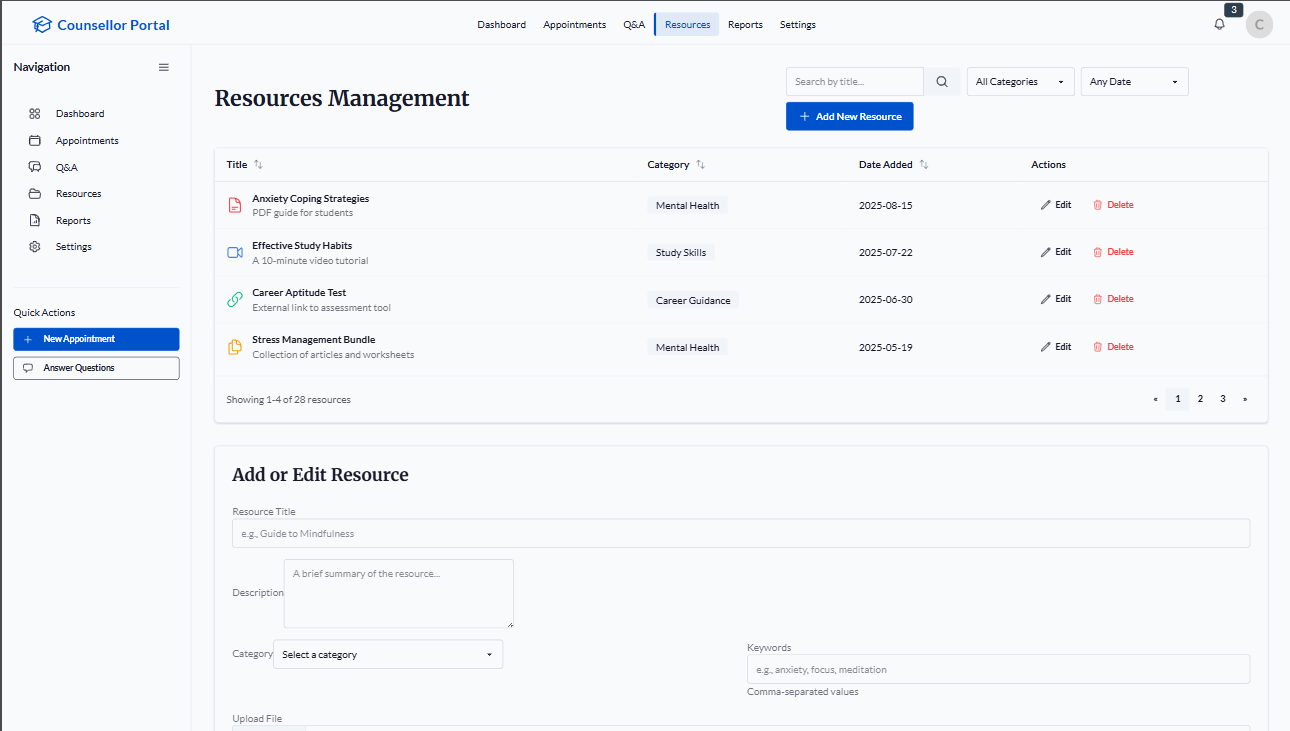 Counsellor Portal
Dashboard Appointments Q&A Resources Reports Settings
3
C
Navigation
Dashboard
Appointments
Q&A
Resources
Reports
Settings
Quick Actions
New Appointment
Answer Questions
Resources Management
Search by title...
All Categories
Any Date
Add New Resource
Title Category Date Added Actions
Anxiety Coping Strategies
PDF guide for students
Mental Health 2025-08-15 Edit Delete
Effective Study Habits
A 10-minute video tutorial
Study Skills 2025-07-22 Edit Delete
Career Aptitude Test
External link to assessment tool
Career Guidance 2025-06-30 Edit Delete
Stress Management Bundle
Collection of articles and worksheets
Mental Health 2025-05-19 Edit Delete
Showing 1-4 of 28 resources
« 1 2 3 »
Add or Edit Resource
Resource Title
e.g., Guide to Mindfulness
Description
A brief summary of the resource...
Category
Select a category
Keywords
e.g., anxiety, focus, meditation
Comma-separated values
Upload File